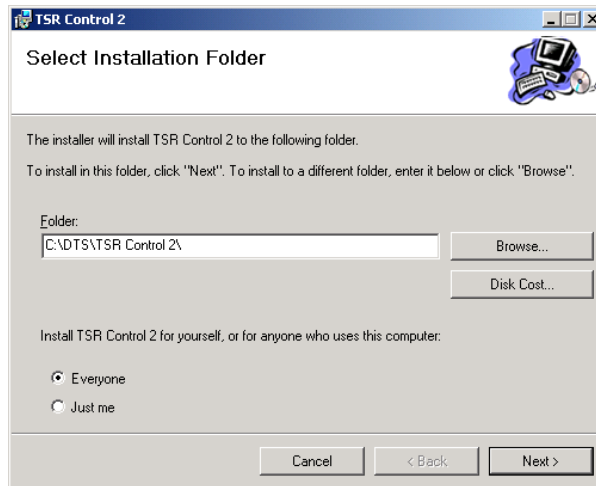 TSR Control 2
Select Installation Folder
The installer will install TSR Control 2 to the following folder.
To install in this folder, click "Next". To install to a different folder, enter it below or click "Browse".
Folder:
C:\DTS\TSR Control 2\
Browse...
Disk Cost...
Install TSR Control 2 for yourself, or for anyone who uses this computer:
Everyone
Just me
Cancel
< Back
Next >